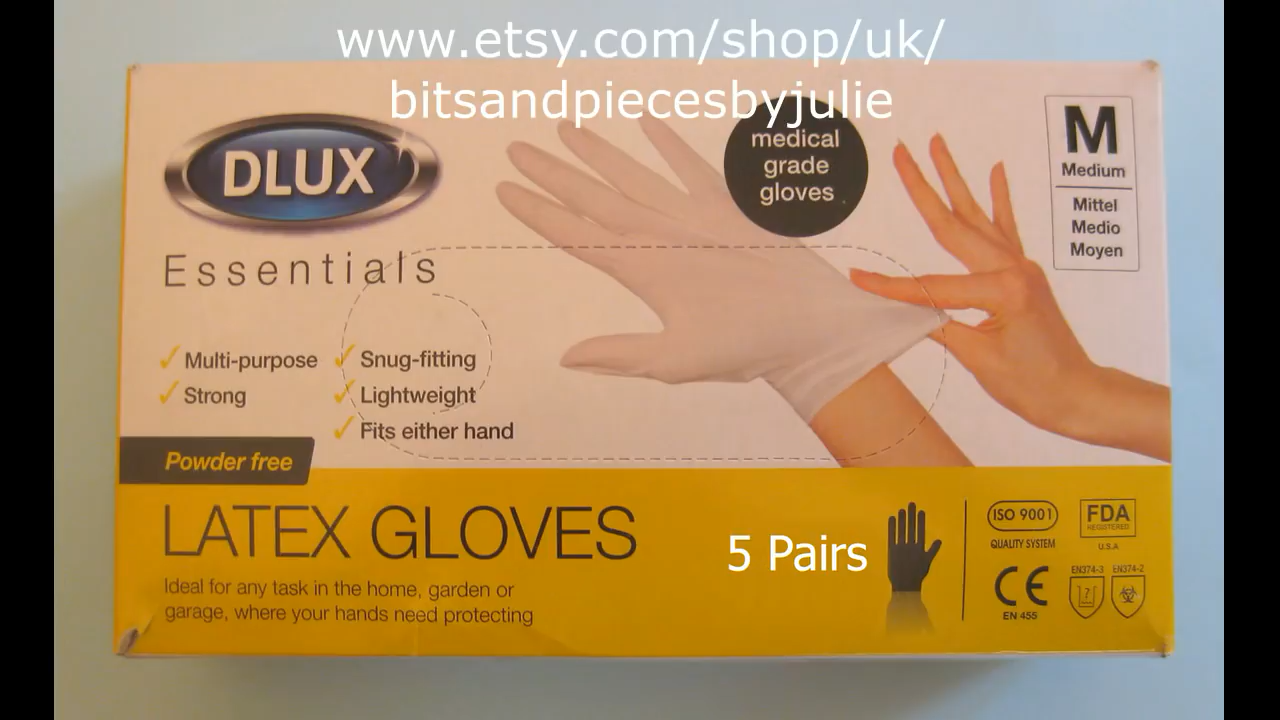 www.etsy.com/shop/uk/
bitsandpiecesbyjulie
DLUX
Essentials
medical
grade
gloves
M
Medium
Mittel
Medio
Moyen
✓ Multi-purpose
✓ Strong
✓ Snug-fitting
✓ Lightweight
✓ Fits either hand
Powder free
LATEX GLOVES
Ideal for any task in the home, garden or
garage, where your hands need protecting
5 Pairs
ISO 9001
QUALITY SYSTEM
FDA
REGISTERED
U.S.A
CE
EN 455
EN374-3
?
EN374-2